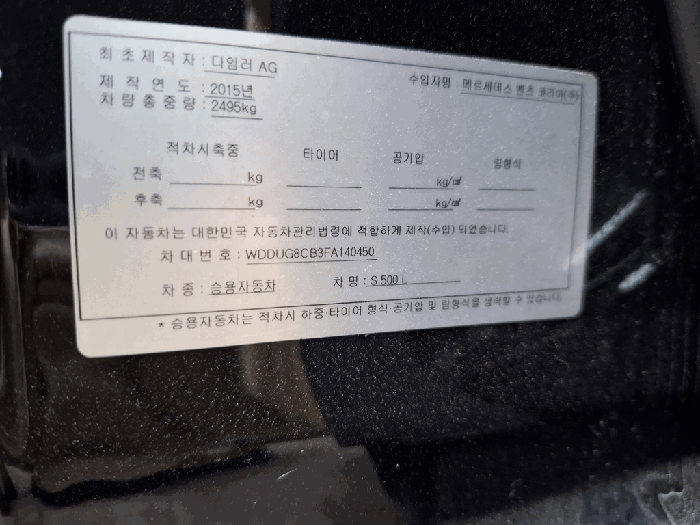 최초제작자 : 다임러 AG
수입자명 : 메르세데스 벤츠 코리아(주)
제작연도 : 2015년
차량총중량 : 2495kg
적차시축중 타이어 공기압 림형식
전축 kg kg/㎠
후축 kg kg/㎠
이 자동차는 대한민국 자동차관리법령에 적합하게 제작(수입) 되었습니다.
차대번호 : WDDUG8CB3FA140450
차종 : 승용자동차 차명 : S 500 L
* 승용자동차는 적차시 하중·타이어 형식·공기압 및 림형식을 생략할 수 있습니다.